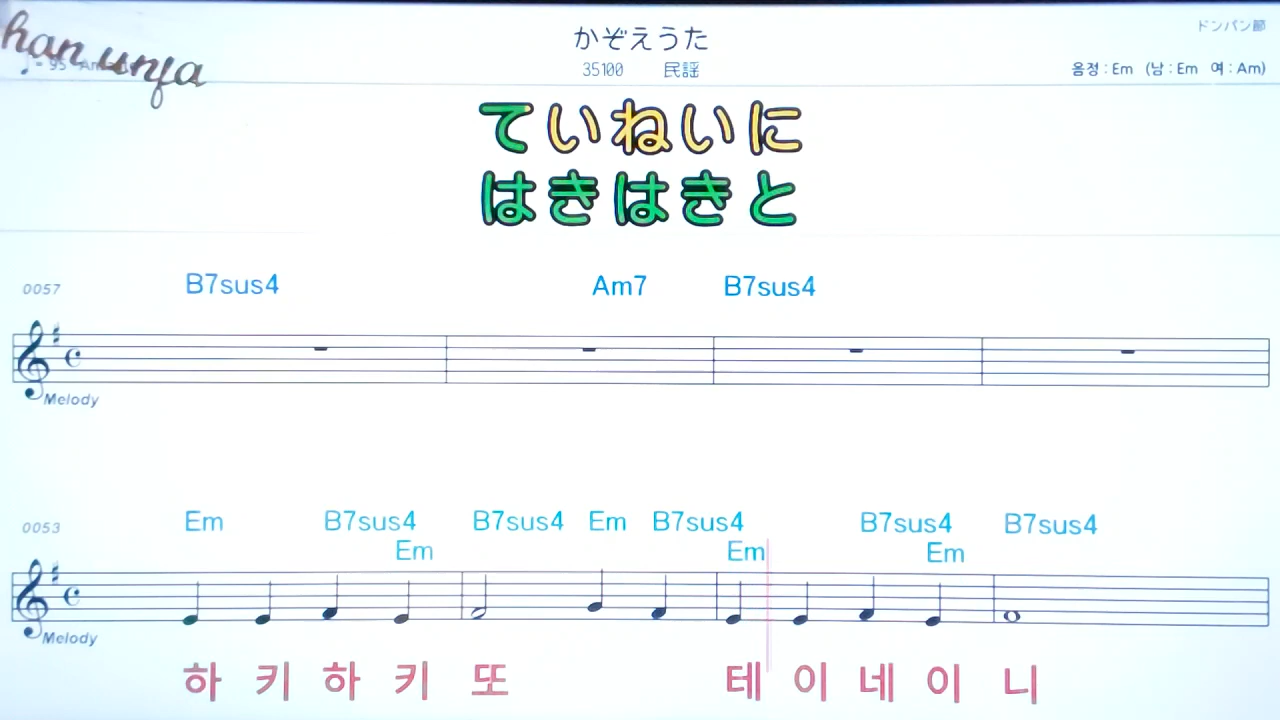 han unja
かぞえうた
ドンパン節
35100 民謡
음정 : Em (남 : Em 여 : Am)
ていねいに
はきはきと
0057 B7sus4 Am7 B7sus4
Melody
0053 Em B7sus4 B7sus4 Em B7sus4 B7sus4 B7sus4
Em Em Em
Melody
하 키 하 키 또 테 이 네 이 니